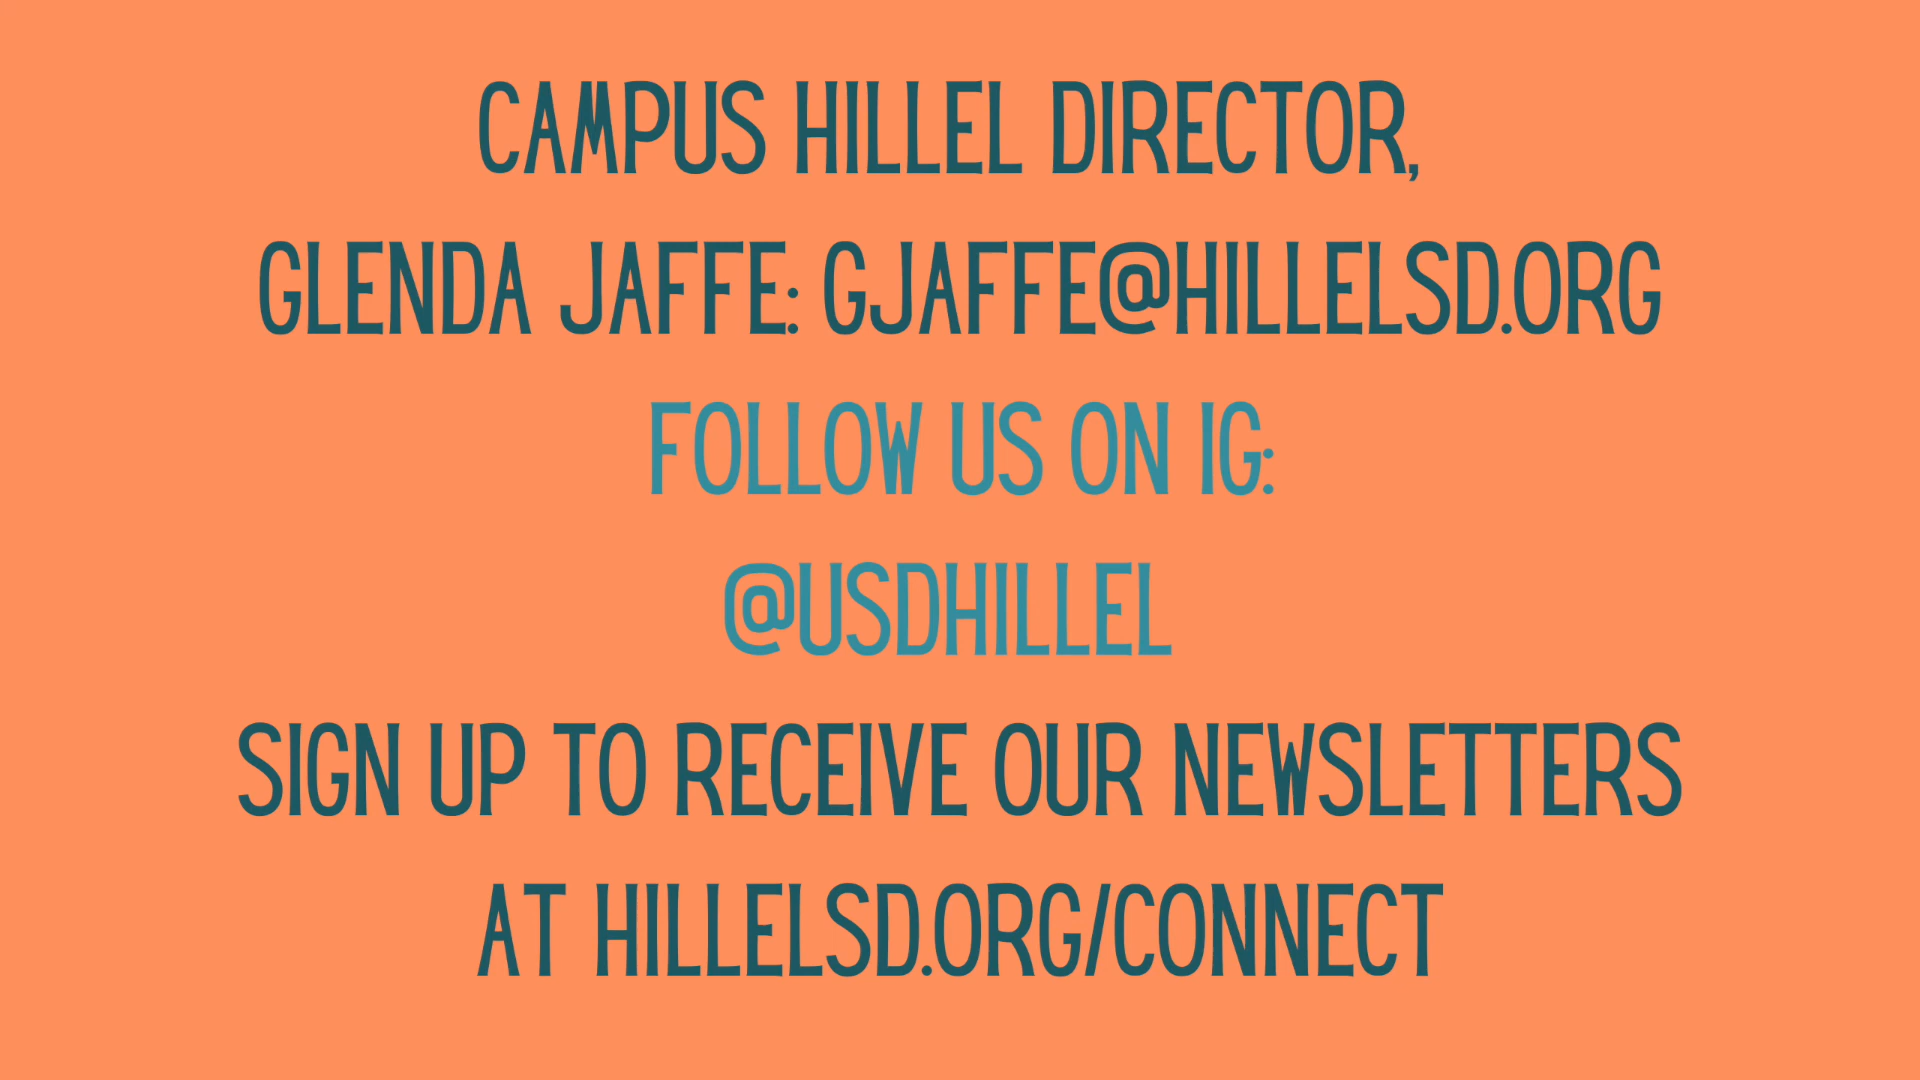 CAMPUS HILLEL DIRECTOR,
GLENDA JAFFE: GJAFFE@HILLELSD.ORG
FOLLOW US ON IG:
@USDHILLEL
SIGN UP TO RECEIVE OUR NEWSLETTERS
AT HILLELSD.ORG/CONNECT